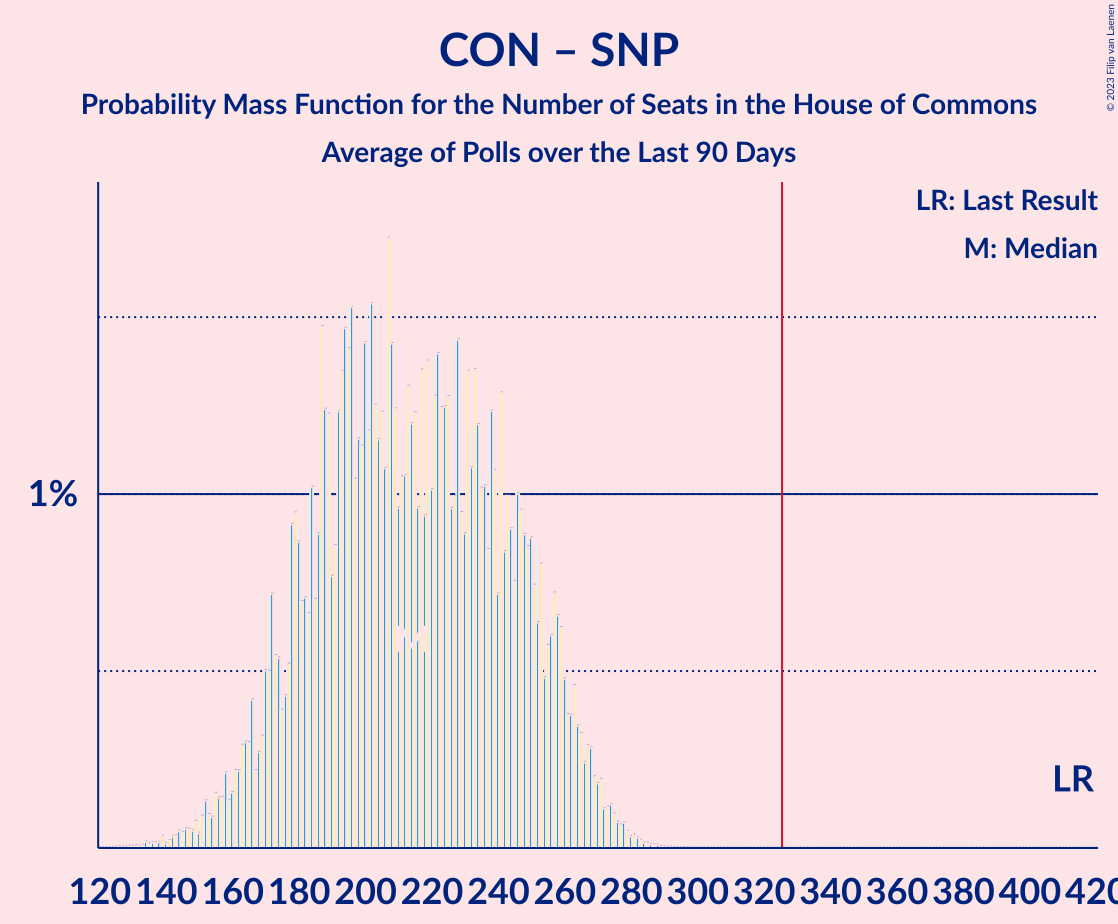 CON – SNP
Probability Mass Function for the Number of Seats in the House of Commons
Average of Polls over the Last 90 Days
© 2023 Filip van Laenen
LR: Last Result
M: Median
1%
M
LR
120 140 160 180 200 220 240 260 280 300 320 340 360 380 400 420